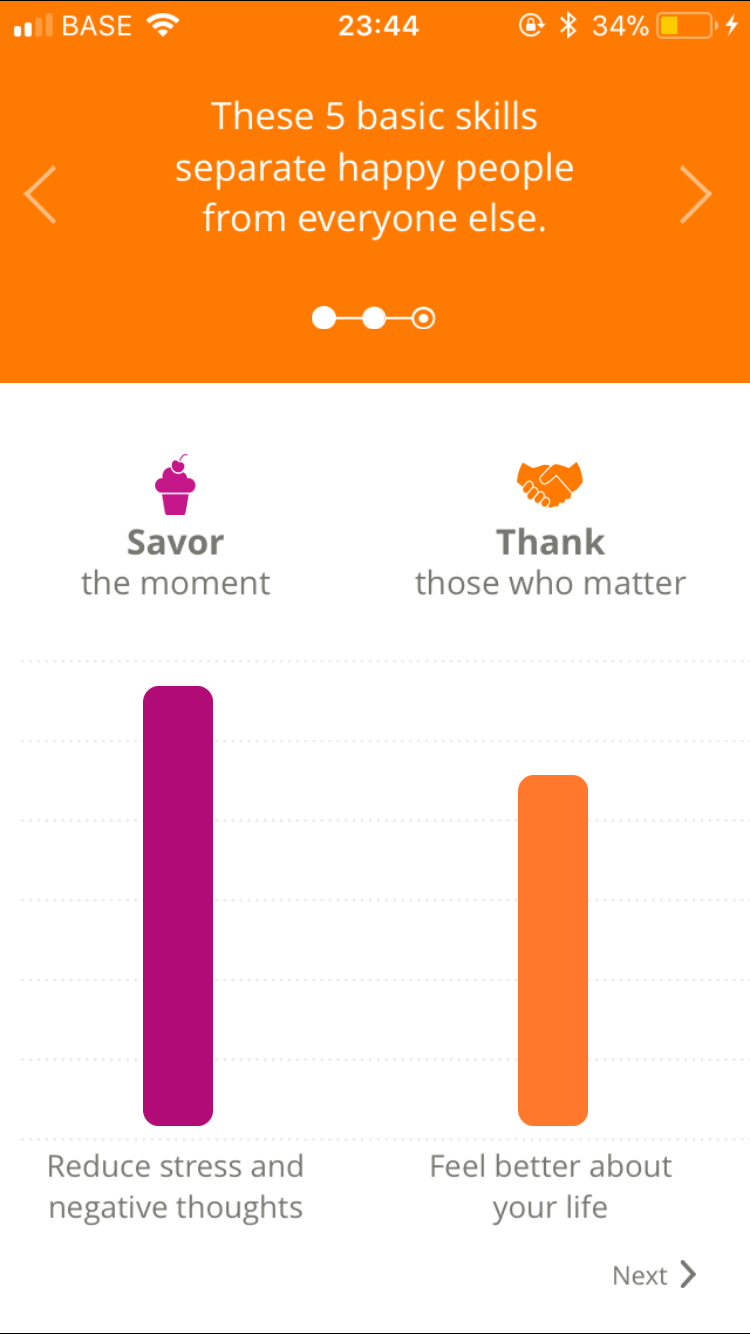 BASE 23:44 34%
These 5 basic skills
separate happy people
from everyone else.
Savor
the moment
Thank
those who matter
Reduce stress and
negative thoughts
Feel better about
your life
Next